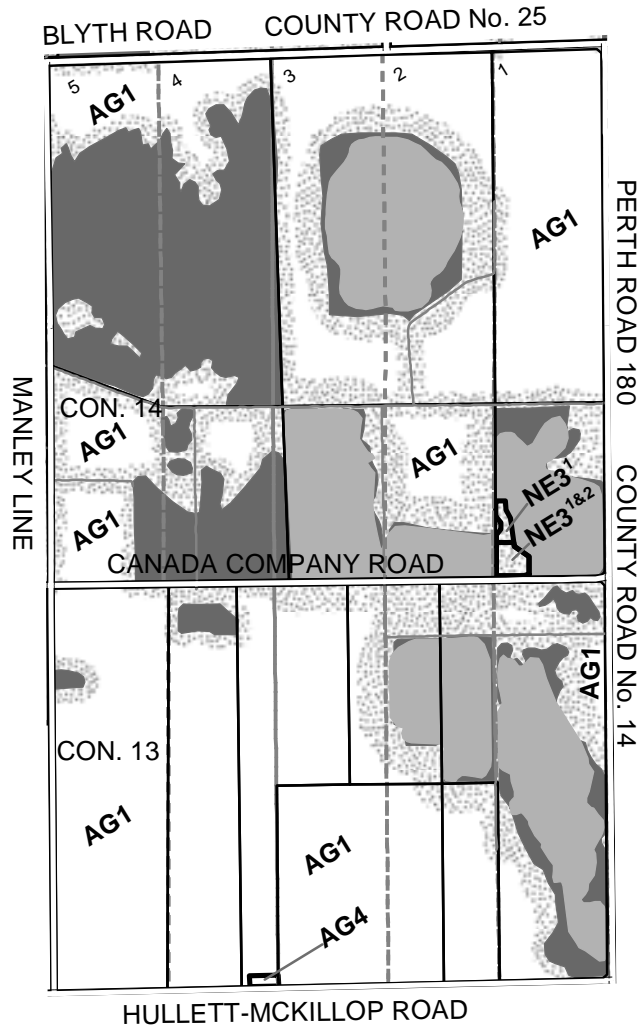 BLYTH ROAD
COUNTY ROAD No. 25
5
4
3
2
1
AG1
AG1
PERTH ROAD 180
MANLEY LINE
CON. 14
AG1
AG1
NE3¹
NE3¹&²
AG1
CANADA COMPANY ROAD
COUNTY ROAD No. 14
AG1
CON. 13
AG1
AG1
AG4
HULLETT-MCKILLOP ROAD